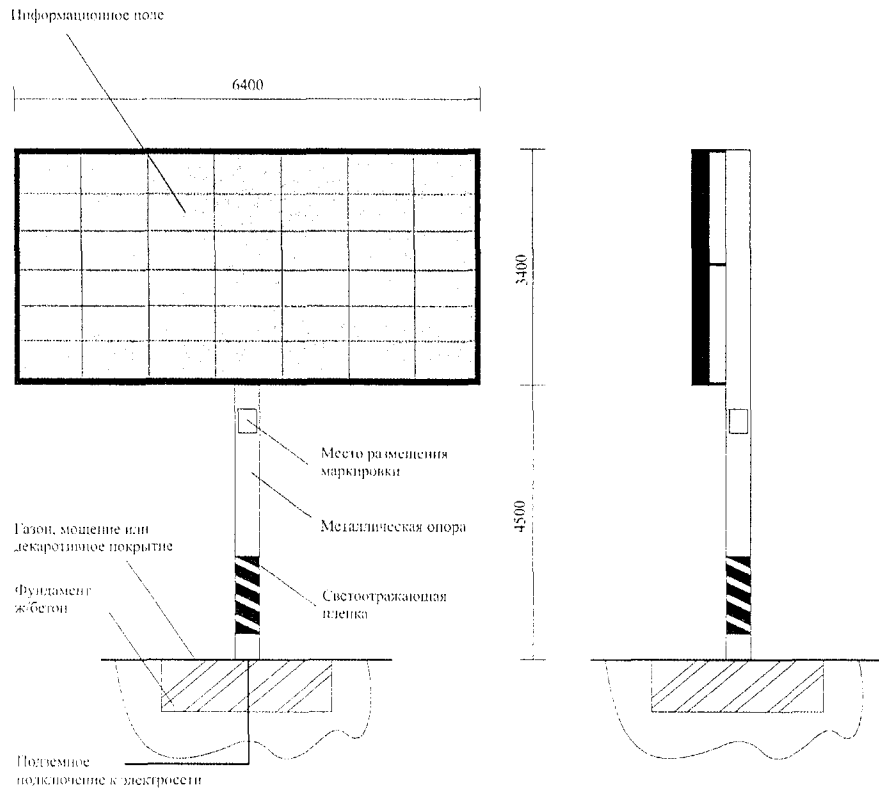 Информационное поле
6400
3400
Место размещения
маркировки
4500
Металлическая опора
Газон, мощение или
декаротивное покрытие
Светоотражающая
пленка
Фундамент
ж/бетон
Подземное
подключение к электросети